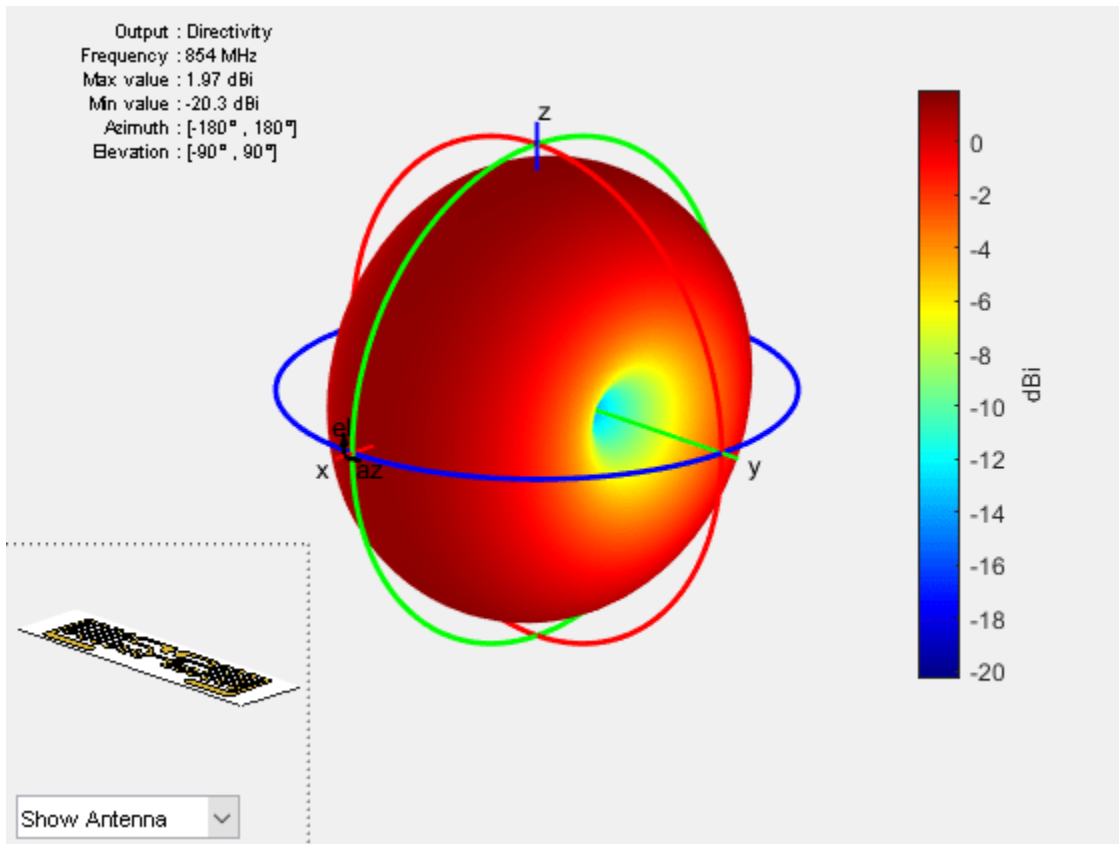 Output : Directivity
Frequency : 854 MHz
Max value : 1.97 dBi
Min value : -20.3 dBi
Azimuth : [-180° , 180°]
Elevation : [-90° , 90°]
z
0
-2
-4
-6
-8
-10
-12
-14
-16
-18
-20
dBi
el
x
az
y
Show Antenna